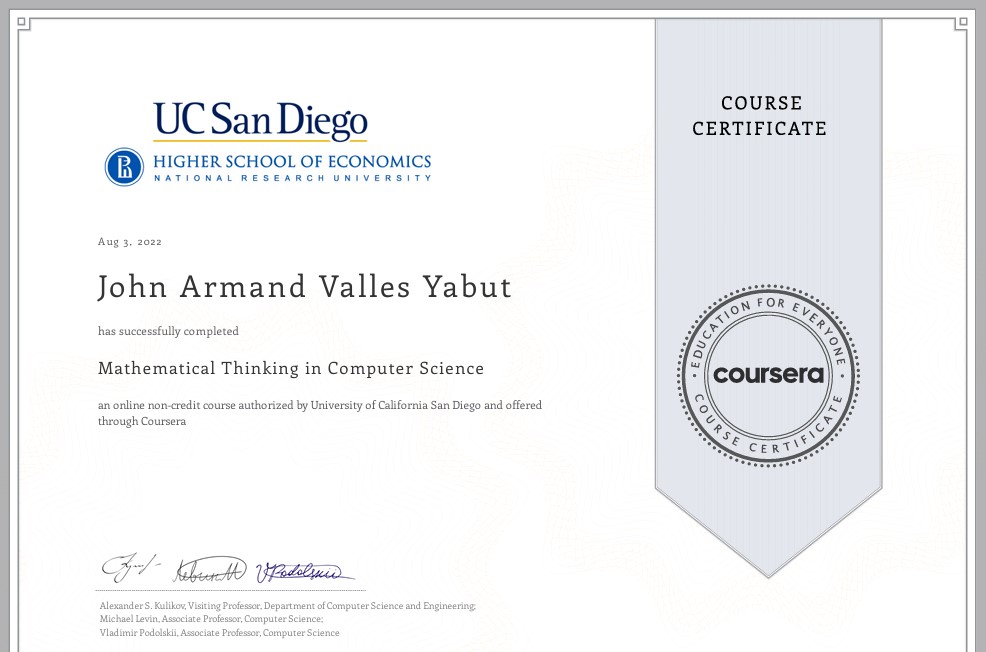 UC San Diego
HIGHER SCHOOL OF ECONOMICS
NATIONAL RESEARCH UNIVERSITY
Aug 3, 2022
John Armand Valles Yabut
has successfully completed
Mathematical Thinking in Computer Science
an online non-credit course authorized by University of California San Diego and offered
through Coursera
Alexander S. Kulikov, Visiting Professor, Department of Computer Science and Engineering;
Michael Levin, Associate Professor, Computer Science;
Vladimir Podolskii, Associate Professor, Computer Science
COURSE
CERTIFICATE
EDUCATION FOR EVERYONE
coursera
COURSE CERTIFICATE